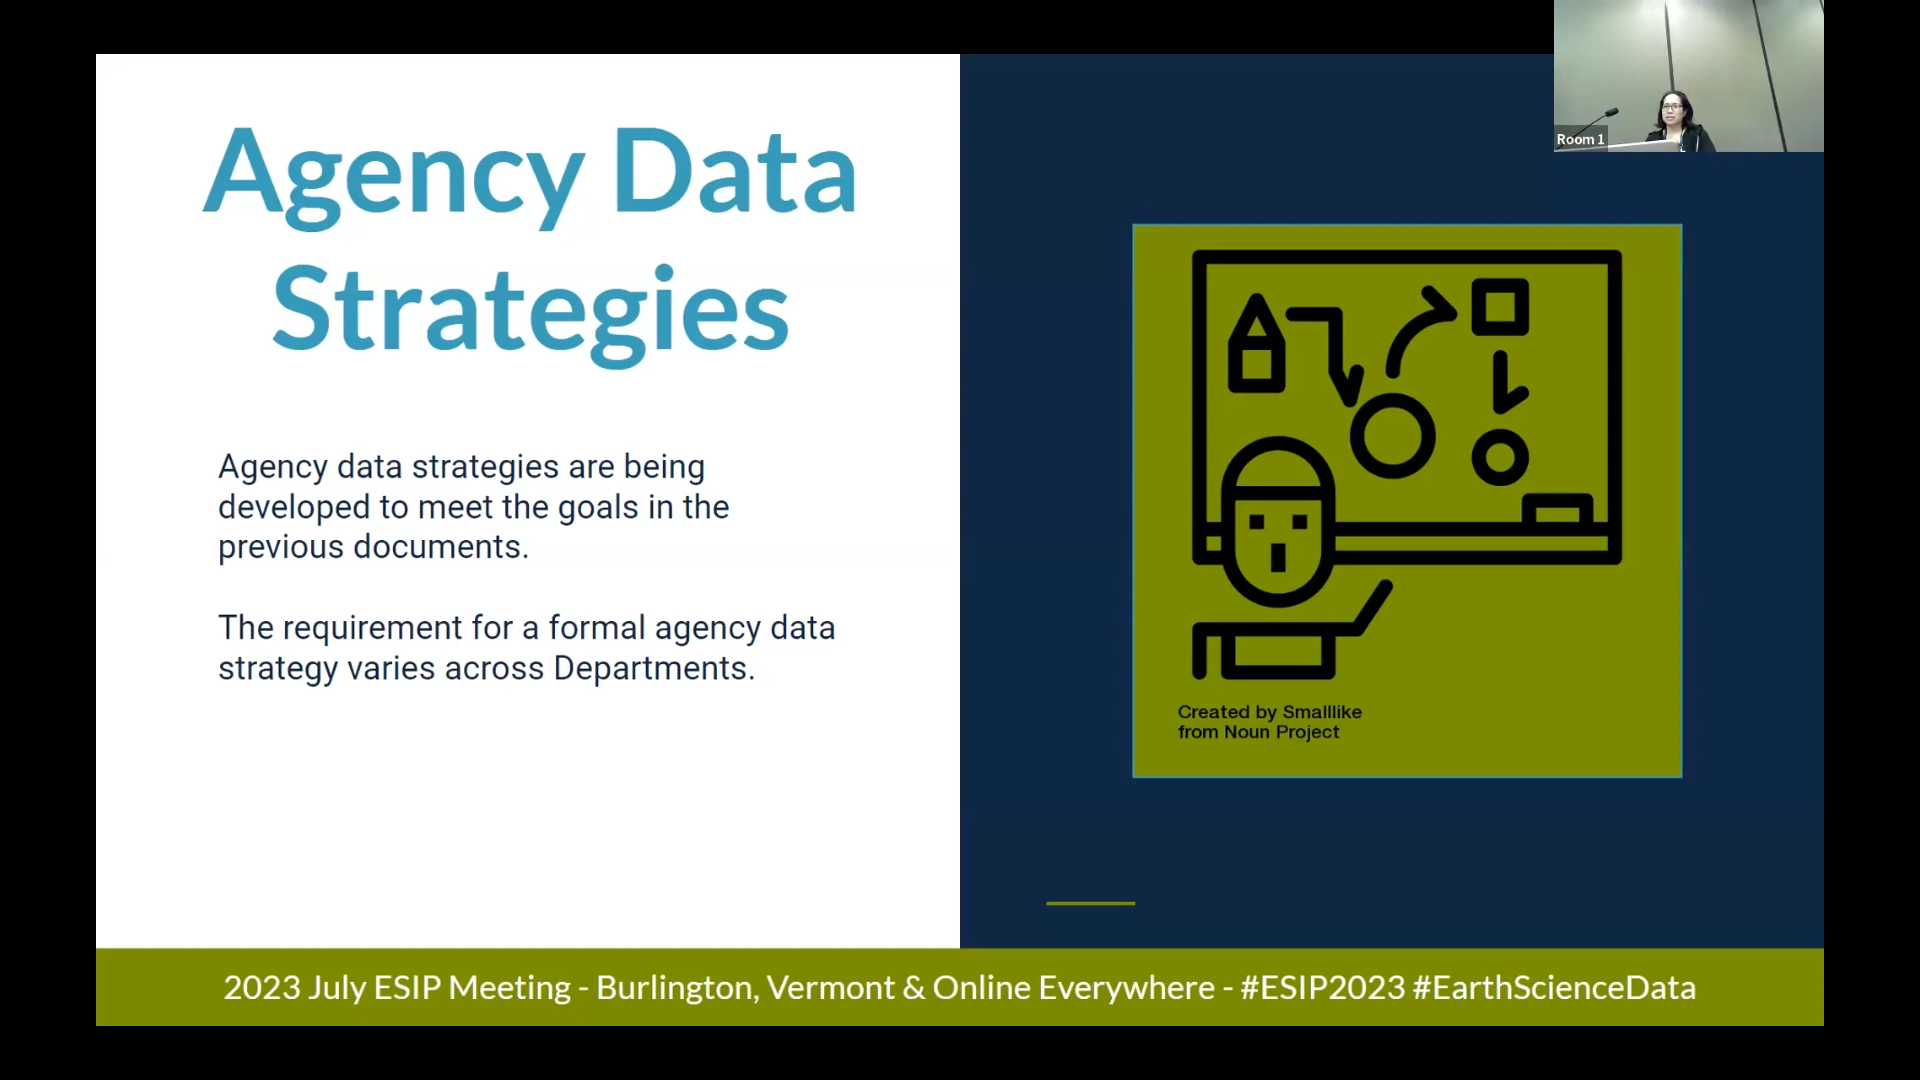 Agency Data
Strategies
Agency data strategies are being
developed to meet the goals in the
previous documents.
The requirement for a formal agency data
strategy varies across Departments.
Room 1
Created by Smalllike
from Noun Project
2023 July ESIP Meeting - Burlington, Vermont & Online Everywhere - #ESIP2023 #EarthScienceData